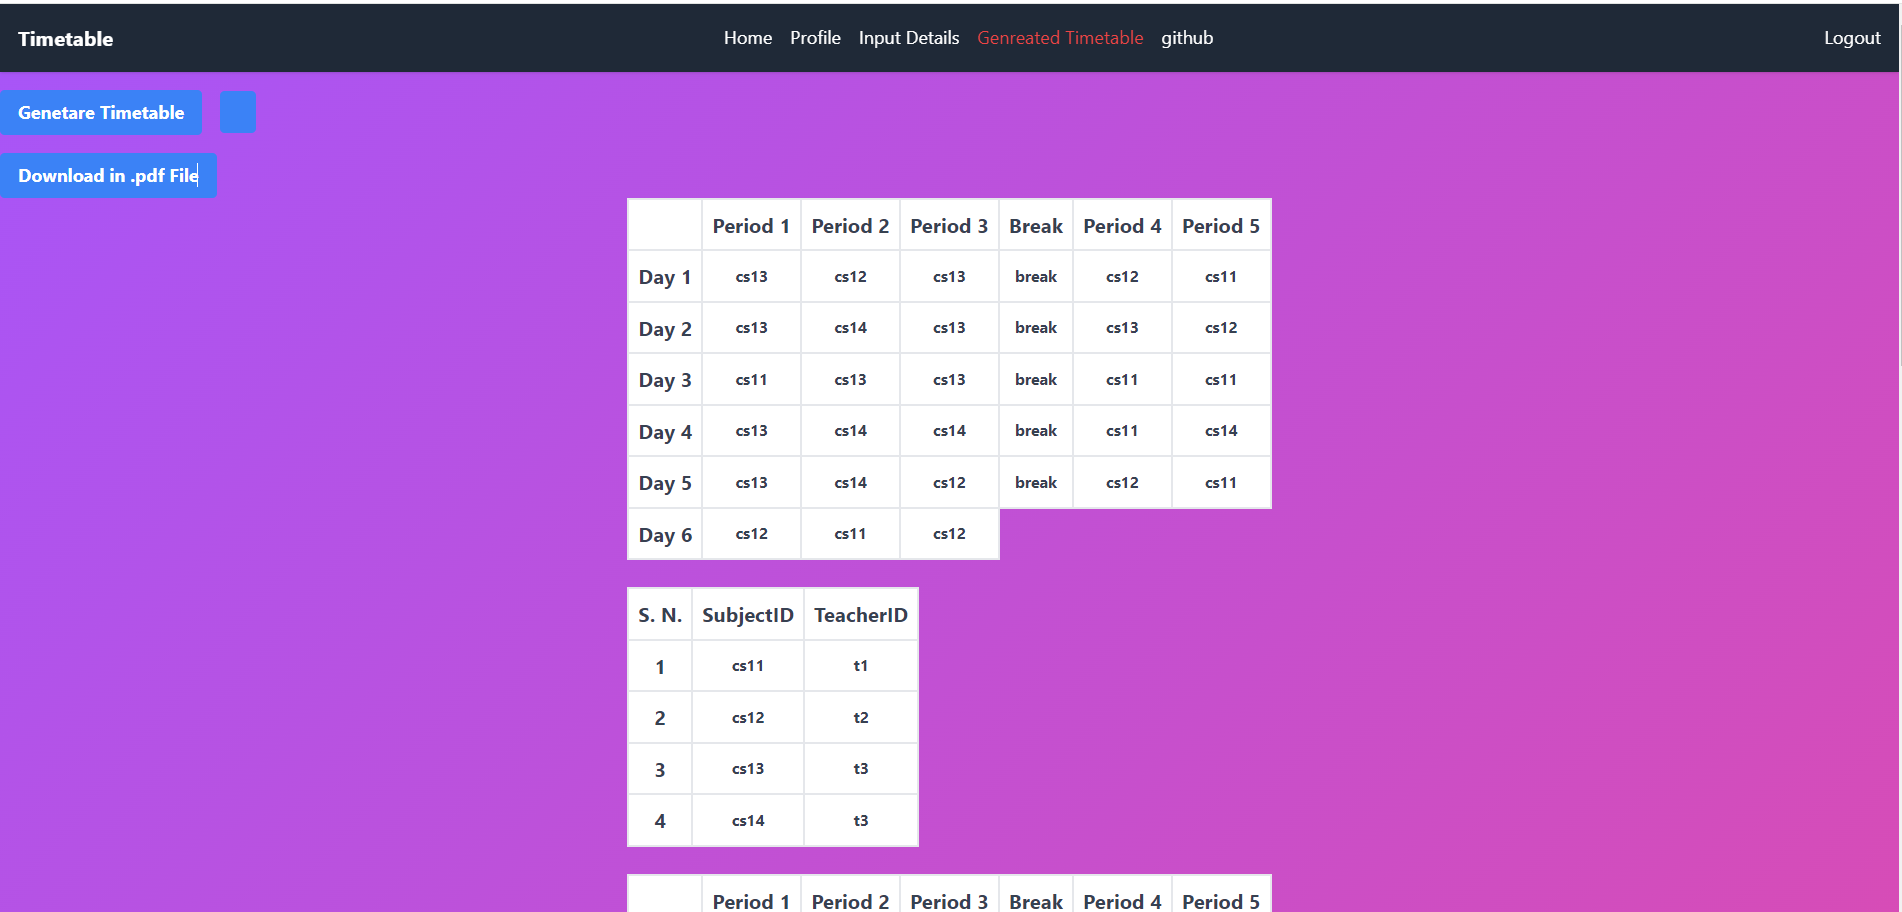 Timetable Home Profile Input Details Genreated Timetable github Logout
Genetare Timetable
Download in .pdf File
Period 1 Period 2 Period 3 Break Period 4 Period 5
Day 1 cs13 cs12 cs13 break cs12 cs11
Day 2 cs13 cs14 cs13 break cs13 cs12
Day 3 cs11 cs13 cs13 break cs11 cs11
Day 4 cs13 cs14 cs14 break cs11 cs14
Day 5 cs13 cs14 cs12 break cs12 cs11
Day 6 cs12 cs11 cs12
S. N. SubjectID TeacherID
1 cs11 t1
2 cs12 t2
3 cs13 t3
4 cs14 t3
Period 1 Period 2 Period 3 Break Period 4 Period 5